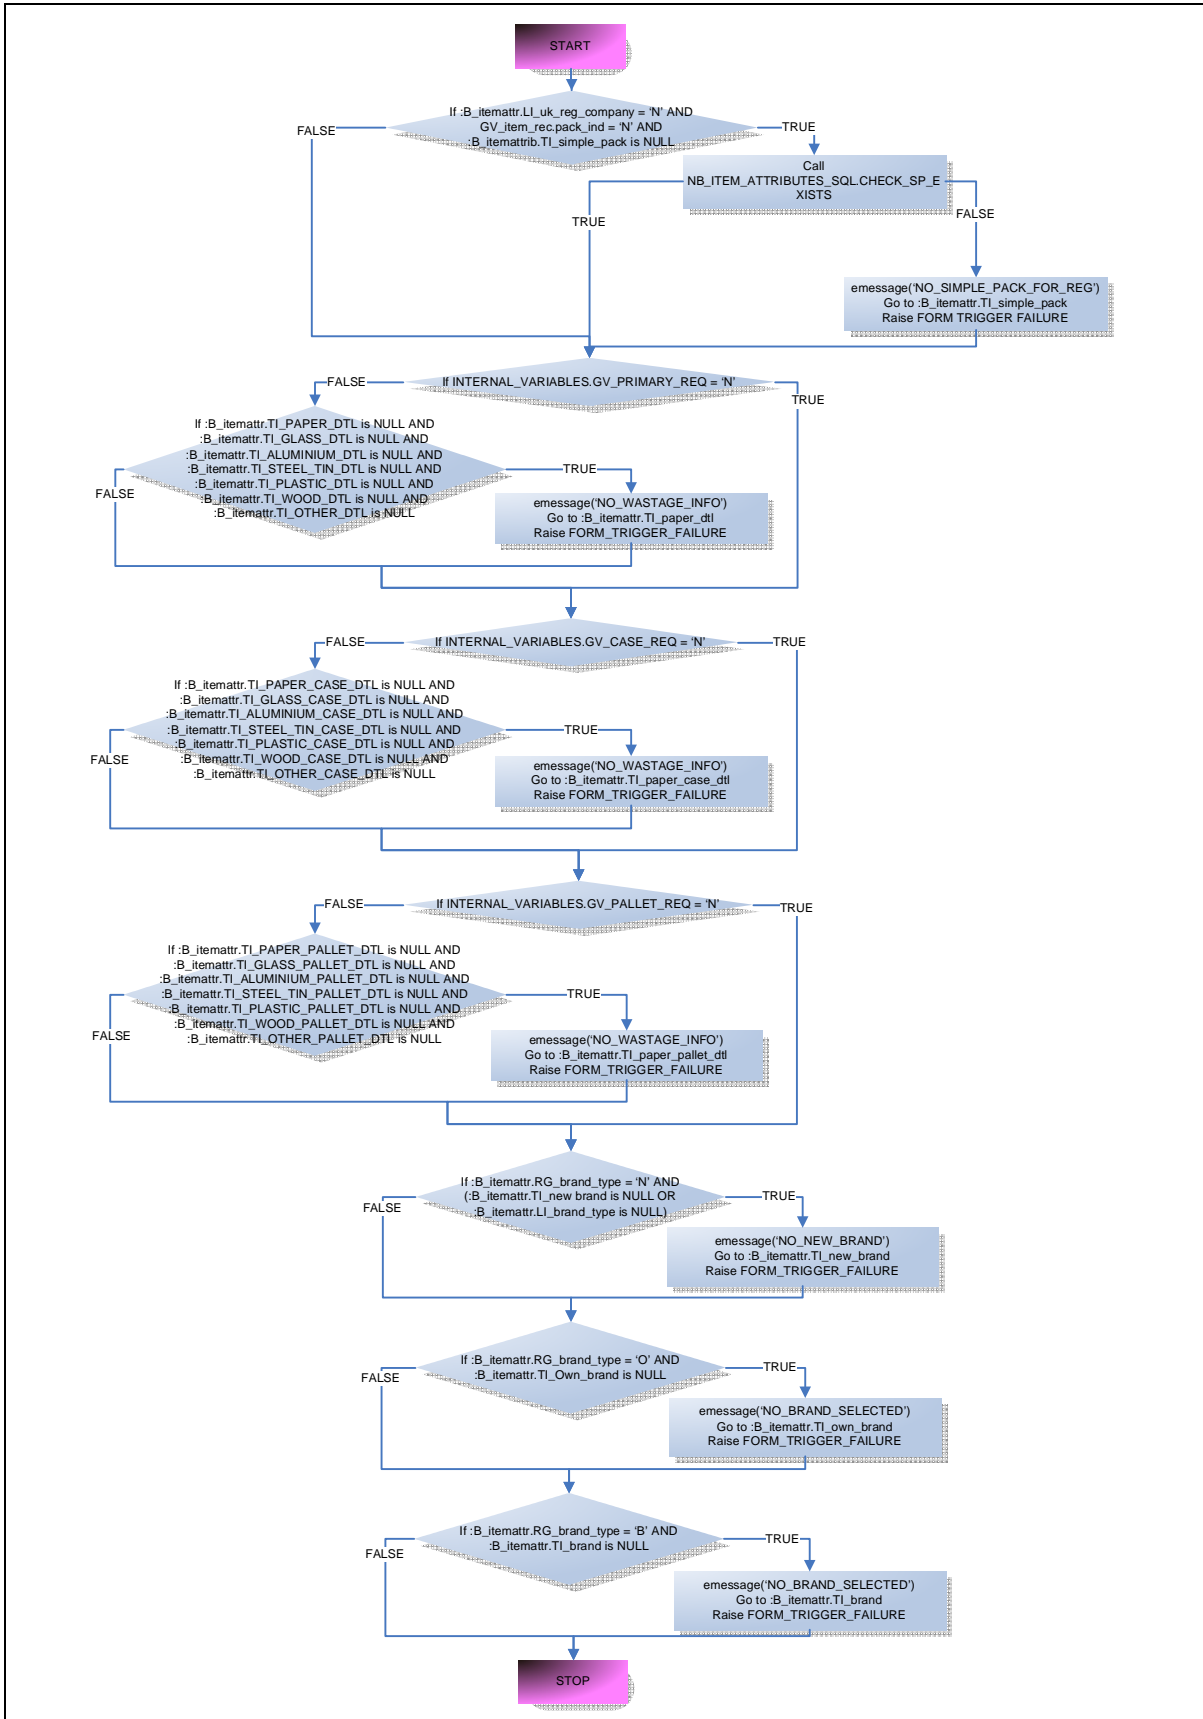 START
If :B_itemattr.LI_uk_reg_company = ‘N’ AND
GV_item_rec.pack_ind = ‘N’ AND
:B_itemattrib.TI_simple_pack is NULL
FALSE
TRUE
Call
NB_ITEM_ATTRIBUTES_SQL.CHECK_SP_E
XISTS
TRUE
FALSE
emessage(‘NO_SIMPLE_PACK_FOR_REG’)
Go to :B_itemattr.TI_simple_pack
Raise FORM TRIGGER FAILURE
If INTERNAL_VARIABLES.GV_PRIMARY_REQ = ‘N’
FALSE
TRUE
If :B_itemattr.TI_PAPER_DTL is NULL AND
:B_itemattr.TI_GLASS_DTL is NULL AND
:B_itemattr.TI_ALUMINIUM_DTL is NULL AND
:B_itemattr.TI_STEEL_TIN_DTL is NULL AND
:B_itemattr.TI_PLASTIC_DTL is NULL AND
:B_itemattr.TI_WOOD_DTL is NULL AND
:B_itemattr.TI_OTHER_DTL is NULL
FALSE
TRUE
emessage(‘NO_WASTAGE_INFO’)
Go to :B_itemattr.TI_paper_dtl
Raise FORM_TRIGGER_FAILURE
If INTERNAL_VARIABLES.GV_CASE_REQ = ‘N’
FALSE
TRUE
If :B_itemattr.TI_PAPER_CASE_DTL is NULL AND
:B_itemattr.TI_GLASS_CASE_DTL is NULL AND
:B_itemattr.TI_ALUMINIUM_CASE_DTL is NULL AND
:B_itemattr.TI_STEEL_TIN_CASE_DTL is NULL AND
:B_itemattr.TI_PLASTIC_CASE_DTL is NULL AND
:B_itemattr.TI_WOOD_CASE_DTL is NULL AND
:B_itemattr.TI_OTHER_CASE_DTL is NULL
FALSE
TRUE
emessage(‘NO_WASTAGE_INFO’)
Go to :B_itemattr.TI_paper_case_dtl
Raise FORM_TRIGGER_FAILURE
If INTERNAL_VARIABLES.GV_PALLET_REQ = ‘N’
FALSE
TRUE
If :B_itemattr.TI_PAPER_PALLET_DTL is NULL AND
:B_itemattr.TI_GLASS_PALLET_DTL is NULL AND
:B_itemattr.TI_ALUMINIUM_PALLET_DTL is NULL AND
:B_itemattr.TI_STEEL_TIN_PALLET_DTL is NULL AND
:B_itemattr.TI_PLASTIC_PALLET_DTL is NULL AND
:B_itemattr.TI_WOOD_PALLET_DTL is NULL AND
:B_itemattr.TI_OTHER_PALLET_DTL is NULL
FALSE
TRUE
emessage(‘NO_WASTAGE_INFO’)
Go to :B_itemattr.TI_paper_pallet_dtl
Raise FORM_TRIGGER_FAILURE
If :B_itemattr.RG_brand_type = ‘N’ AND
(:B_itemattr.TI_new brand is NULL OR
:B_itemattr.LI_brand_type is NULL)
FALSE
TRUE
emessage(‘NO_NEW_BRAND’)
Go to :B_itemattr.TI_new_brand
Raise FORM_TRIGGER_FAILURE
If :B_itemattr.RG_brand_type = ‘O’ AND
:B_itemattr.TI_Own_brand is NULL
FALSE
TRUE
emessage(‘NO_BRAND_SELECTED’)
Go to :B_itemattr.TI_own_brand
Raise FORM_TRIGGER_FAILURE
If :B_itemattr.RG_brand_type = ‘B’ AND
:B_itemattr.TI_brand is NULL
FALSE
TRUE
emessage(‘NO_BRAND_SELECTED’)
Go to :B_itemattr.TI_brand
Raise FORM_TRIGGER_FAILURE
STOP